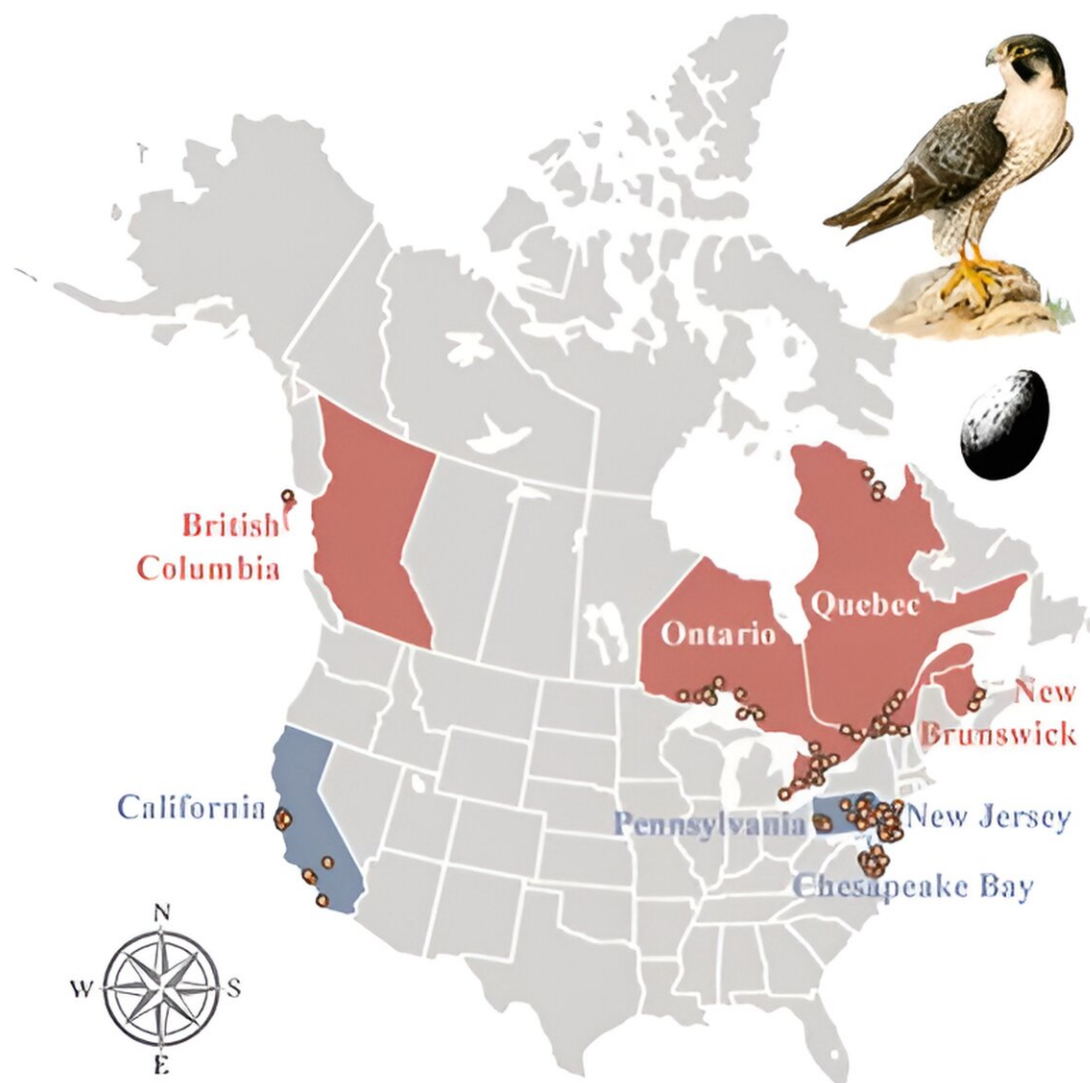 British
Columbia
Quebec
Ontario
New
Brunswick
California
Pennsylvania
New Jersey
Chesapeake Bay
N
W
S
E